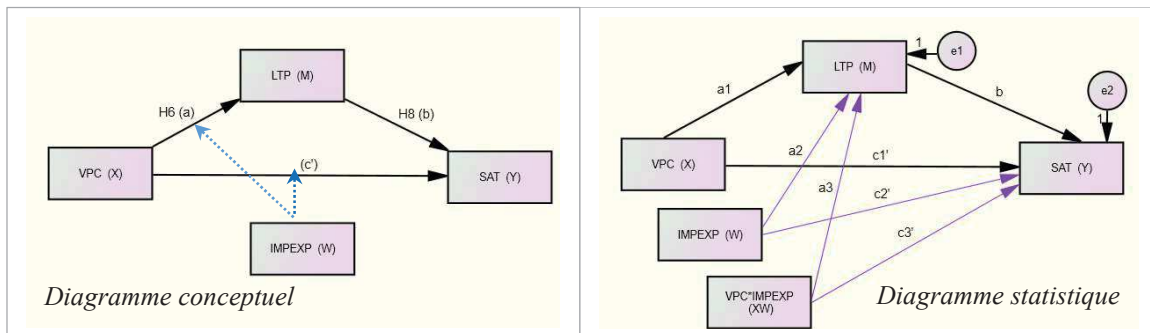 LTP (M)
H6 (a)
H8 (b)
VPC (X)
(c')
SAT (Y)
IMPEXP (W)
Diagramme conceptuel
1
e1
LTP (M)
a1
b
e2
1
a2
c1'
VPC (X)
SAT (Y)
a3
c2'
IMPEXP (W)
c3'
VPC*IMPEXP
(XW)
Diagramme statistique